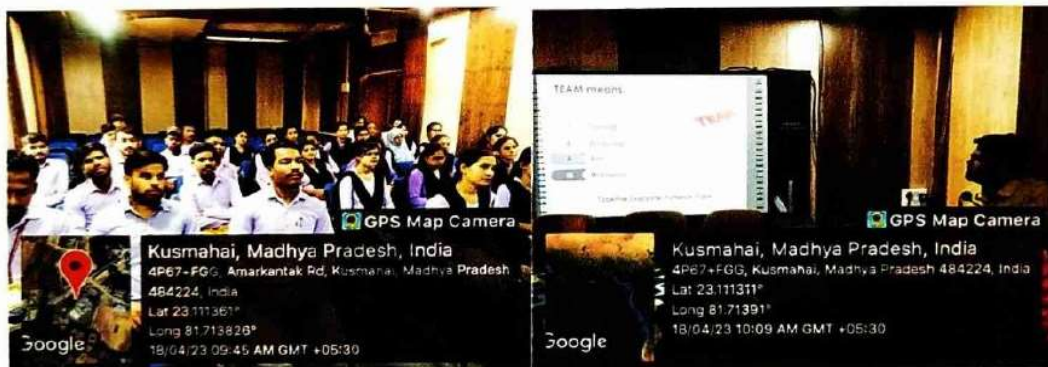 GPS Map Camera
Kusmahai, Madhya Pradesh, India
4P67+FGG, Amarkantak Rd, Kusmahai, Madhya Pradesh
484224, India
Lat 23.111361°
Long 81.713826°
18/04/23 09:45 AM GMT +05:30
Google
TEAM means
TEAM
GPS Map Camera
Kusmahai, Madhya Pradesh, India
4P67+FGG, Kusmahai, Madhya Pradesh 484224, India
Lat 23.111311°
Long 81.71391°
18/04/23 10:09 AM GMT +05:30
Google